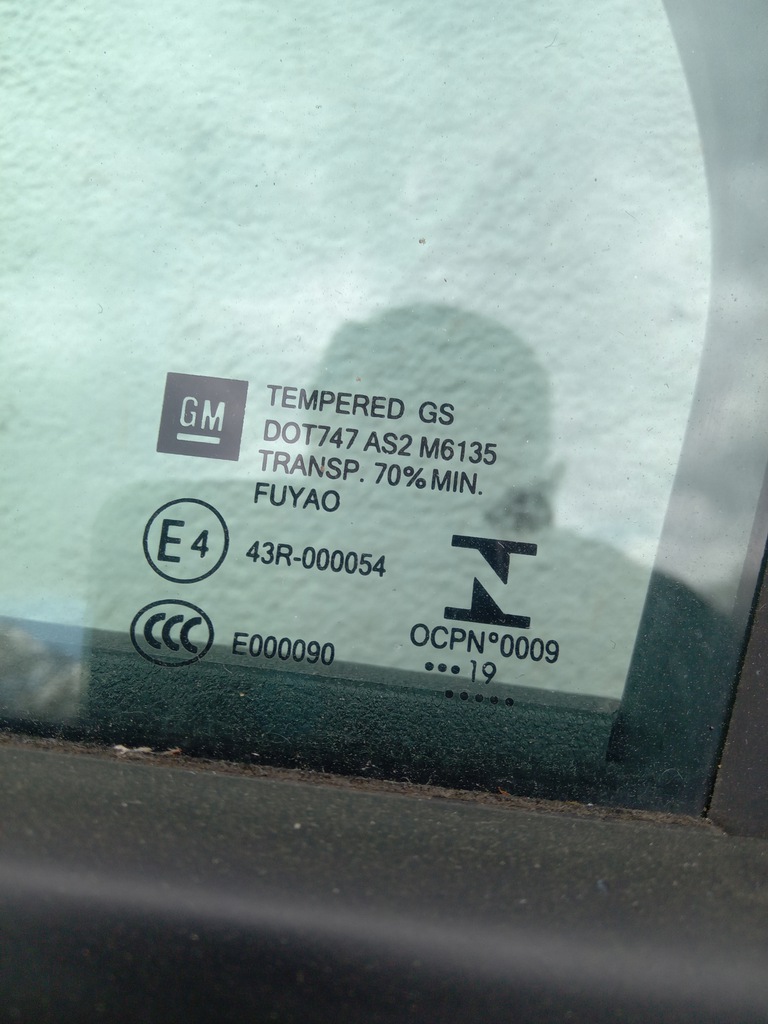 GM
TEMPERED GS
DOT747 AS2 M6135
TRANSP. 70% MIN.
FUYAO
E4
43R-000054
CCC
E000090
OCPN°0009
•••19
•••••